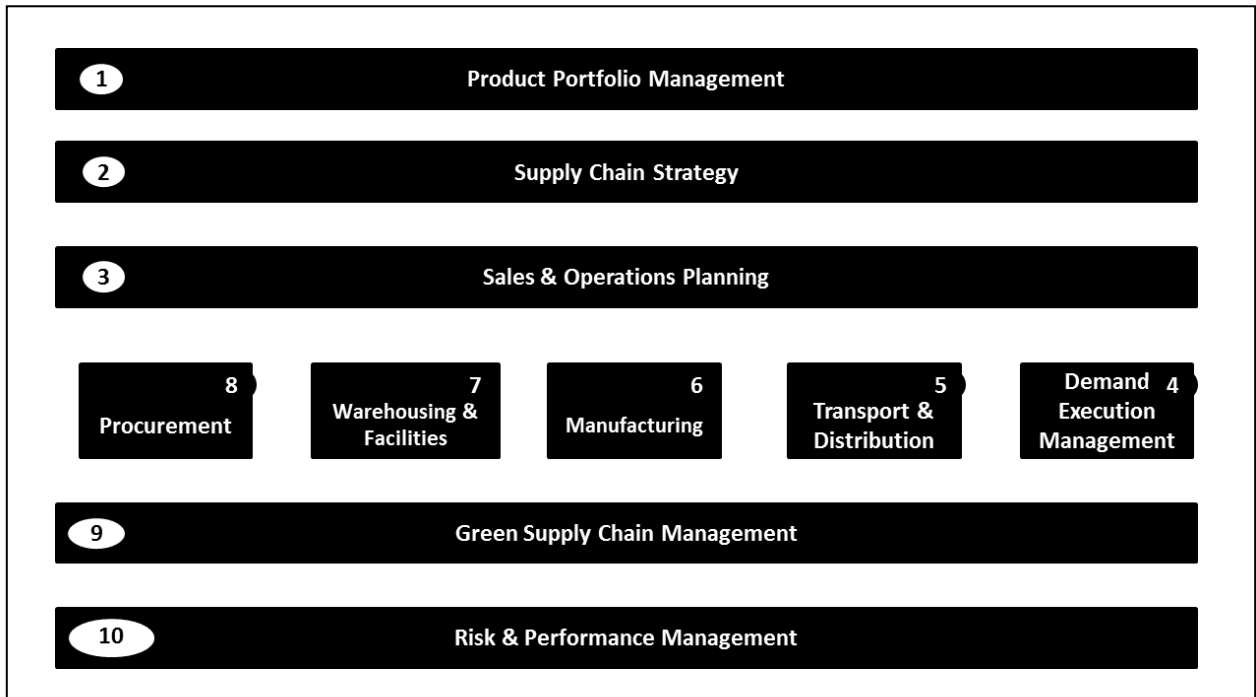 1 Product Portfolio Management
2 Supply Chain Strategy
3 Sales & Operations Planning
8
Procurement
7
Warehousing &
Facilities
6
Manufacturing
5
Transport &
Distribution
Demand 4
Execution
Management
9 Green Supply Chain Management
10 Risk & Performance Management